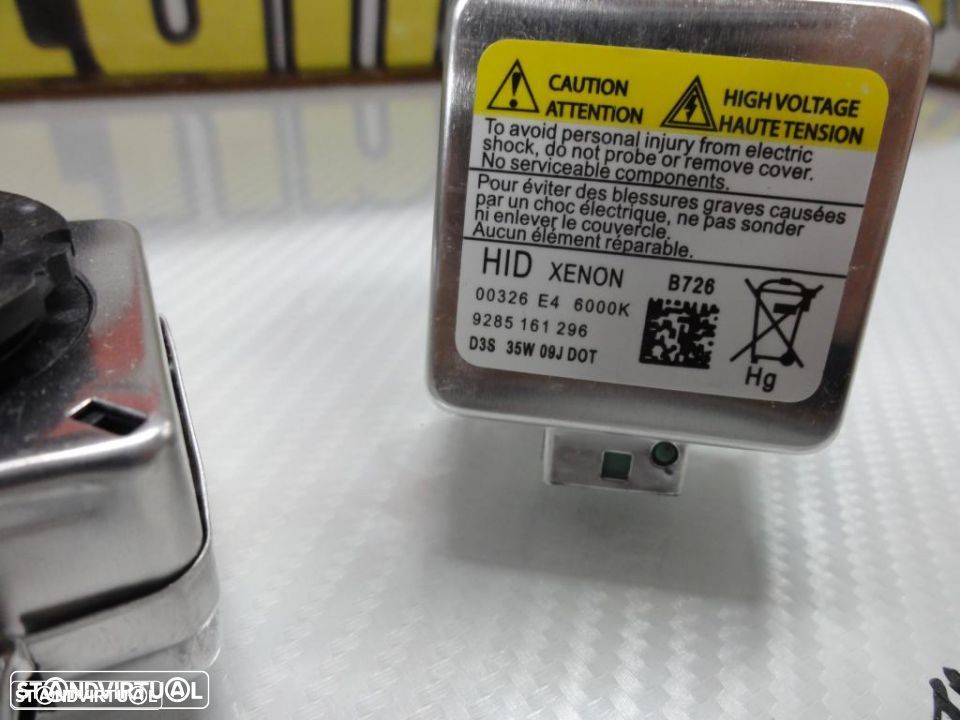 CAUTION
ATTENTION
HIGH VOLTAGE
HAUTE TENSION
To avoid personal injury from electric
shock, do not probe or remove cover.
No serviceable components.
Pour éviter des blessures graves causées
par un choc électrique, ne pas sonder
ni enlever le couvercle.
Aucun élément réparable.
HID XENON B726
00326 E4 6000K
9285 161 296
D3S 35W 09J DOT
Hg
STANDVIRTUAL
STANDVIRTUAL